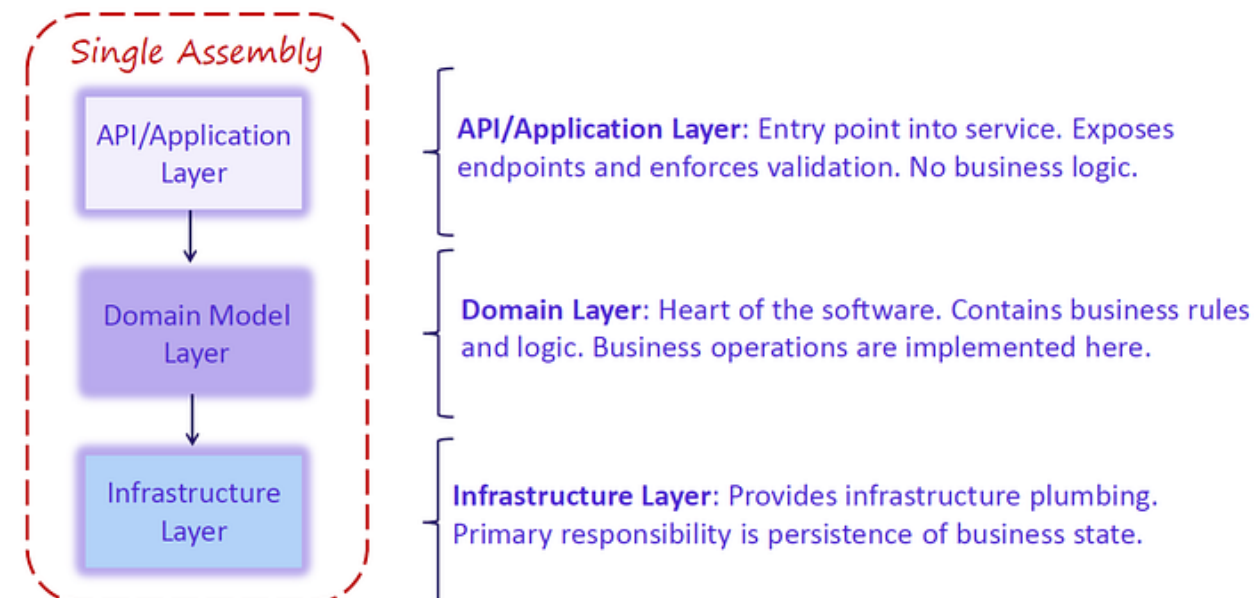 Single Assembly
API/Application
Layer
API/Application Layer: Entry point into service. Exposes
endpoints and enforces validation. No business logic.
Domain Model
Layer
Domain Layer: Heart of the software. Contains business rules
and logic. Business operations are implemented here.
Infrastructure
Layer
Infrastructure Layer: Provides infrastructure plumbing.
Primary responsibility is persistence of business state.